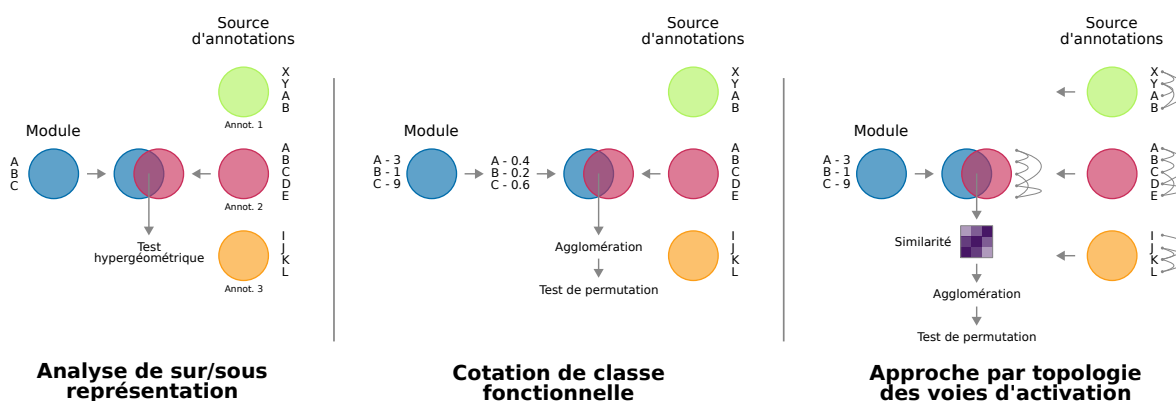 Source
d'annotations
X
Y
A
B
Annot. 1
Module
A
B
C
A
B
C
D
E
Annot. 2
Test
hypergéométrique
I
J
K
L
Annot. 3
Analyse de sur/sous
représentation
Source
d'annotations
X
Y
A
B
Module
A - 3
B - 1
C - 9
A - 0.4
B - 0.2
C - 0.6
A
B
C
D
E
Agglomération
Test de permutation
I
J
K
L
Cotation de classe
fonctionnelle
Source
d'annotations
X
Y
A
B
Module
A - 3
B - 1
C - 9
A
B
C
D
E
Similarité
I
J
K
L
Agglomération
Test de permutation
Approche par topologie
des voies d'activation